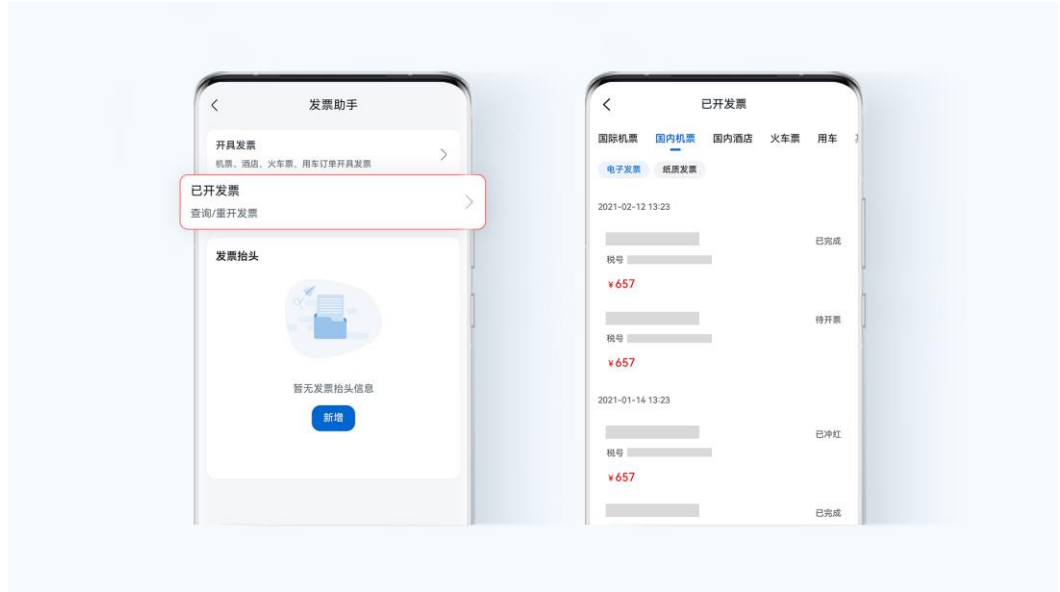 发票助手
开具发票
机票、酒店、火车票、用车订单开具发票
已开发票
查询/重开发票
发票抬头
暂无发票抬头信息
新增
已开发票
国际机票 国内机票 国内酒店 火车票 用车
电子发票 纸质发票
2021-02-12 13:23
已完成
税号
¥657
待开票
税号
¥657
2021-01-14 13:23
已冲红
税号
¥657
已完成